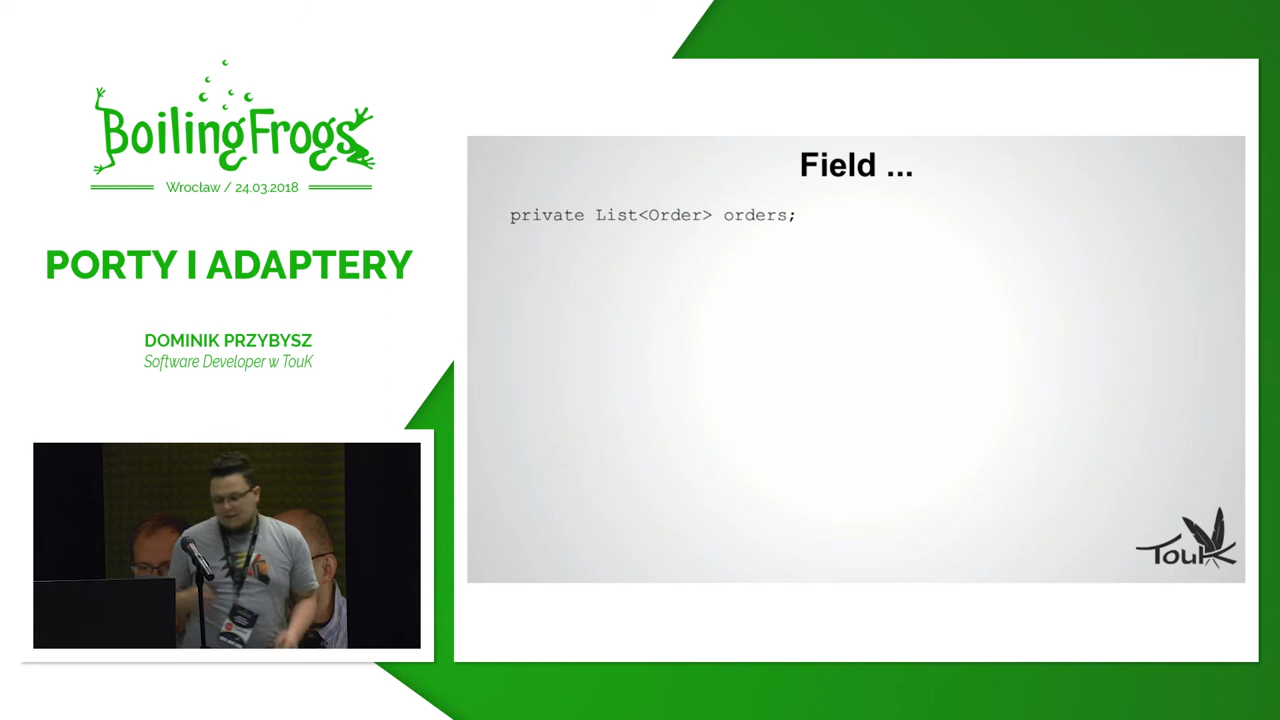 BoilingFrogs
Wrocław / 24.03.2018
PORTY I ADAPTERY
DOMINIK PRZYBYSZ
Software Developer w TouK
Field ...
private List<Order> orders;
TouK